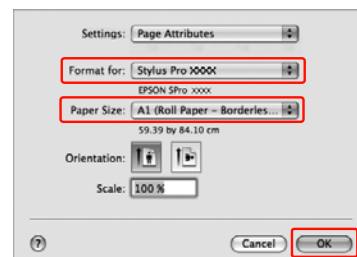 Settings: Page Attributes
Format for: Stylus Pro XXXX
EPSON SPro xxxx
Paper Size: A1 (Roll Paper - Borderles...
59.39 by 84.10 cm
Orientation:
Scale: 100 %
? Cancel OK